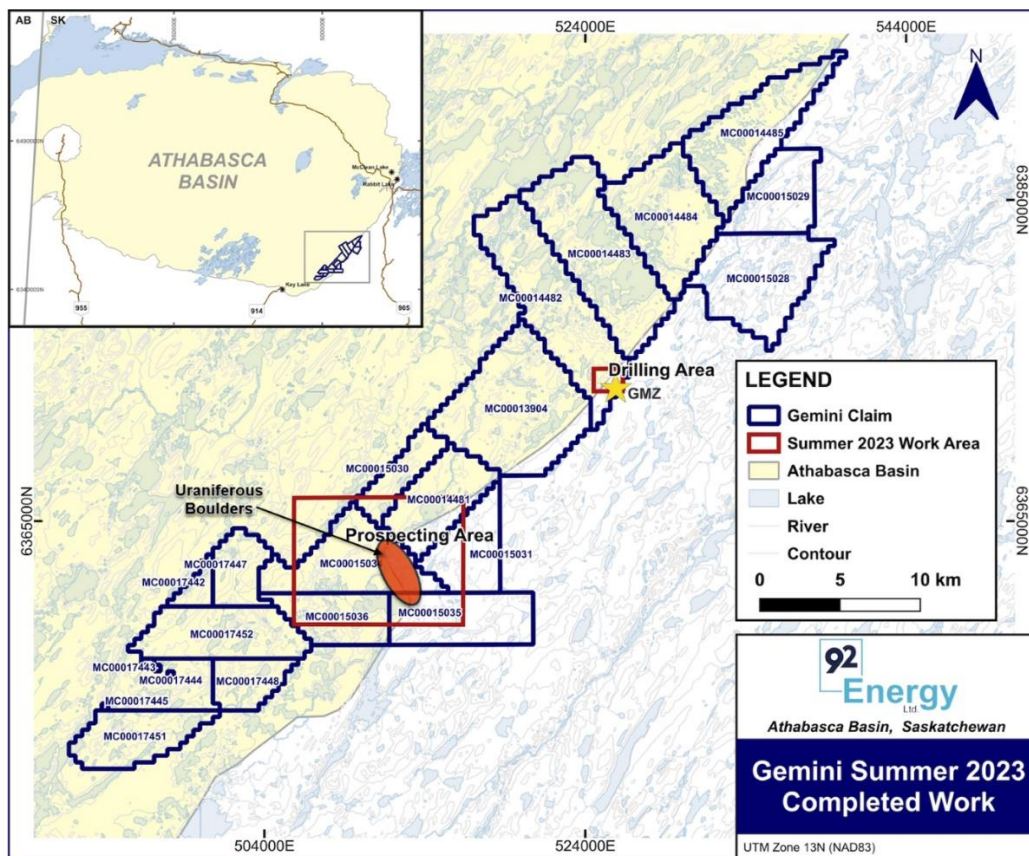 AB SK
ATHABASCA
BASIN
McClean Lake
Rabbit Lake
Key Lake
955
914
905
6490000N
6340000N
524000E
544000E
N
6385000N
6365000N
MC00014485
MC00015029
MC00014484
MC00014483
MC00015028
MC00014482
Drilling Area
GMZ
MC00013904
MC00015030
MC00014481
Uraniferous
Boulders
Prospecting Area
MC00015031
MC00017447
MC00017442
MC0001503
MC00015036
MC00015035
MC00017452
MC00017443
MC00017444
MC00017448
MC00017445
MC00017451
LEGEND
Gemini Claim
Summer 2023 Work Area
Athabasca Basin
Lake
River
Contour
0 5 10 km
6365000N
504000E
524000E
92
Energy
Ltd.
Athabasca Basin, Saskatchewan
Gemini Summer 2023
Completed Work
UTM Zone 13N (NAD83)